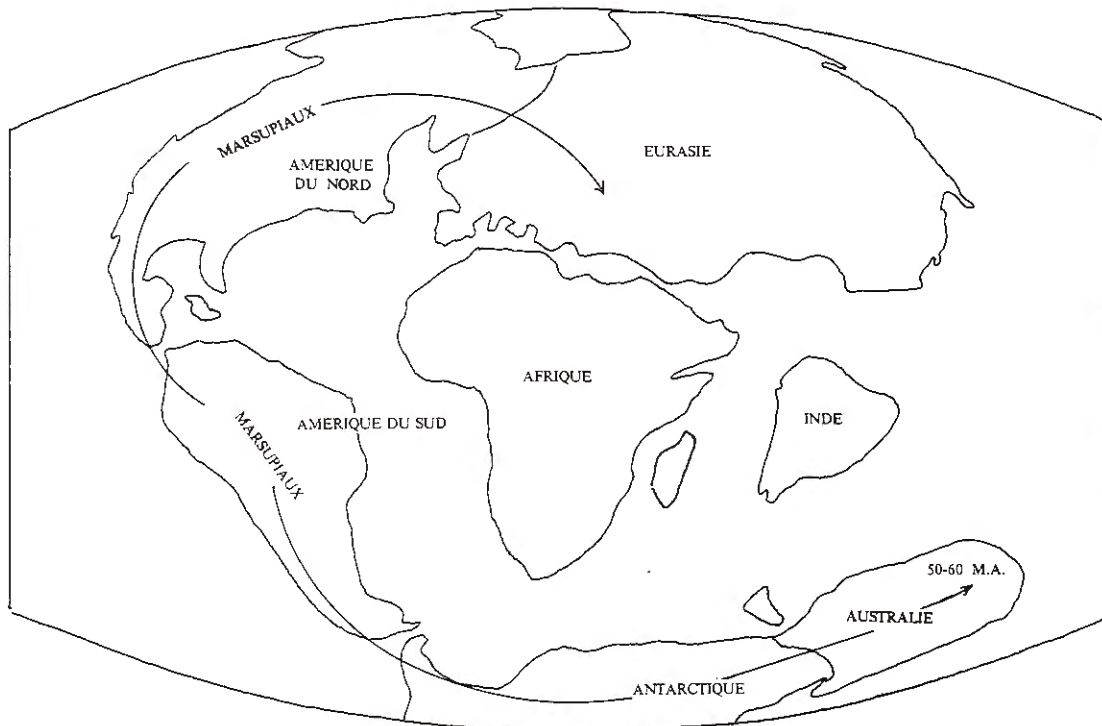 MARSUPIAUX
AMERIQUE
DU NORD
EURASIE
AFRIQUE
INDE
AMERIQUE DU SUD
MARSUPIAUX
50-60 M.A.
AUSTRALIE
ANTARCTIQUE